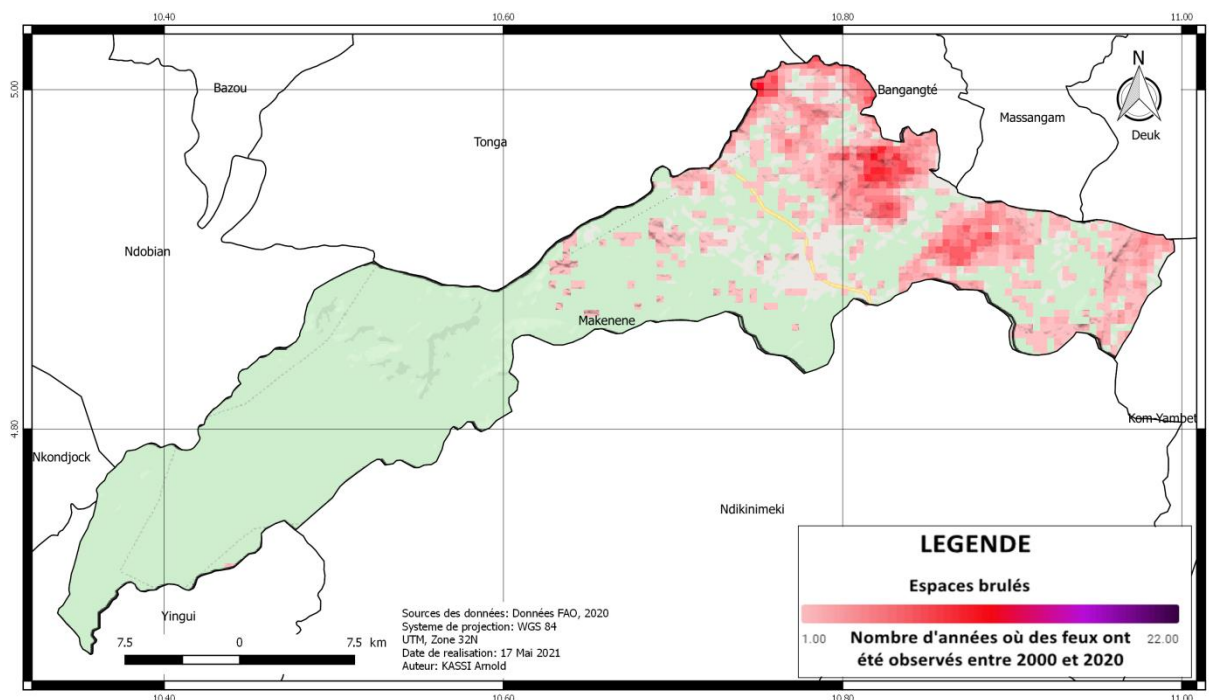 10.40 10.60 10.80 11.00
5.00 5.00
Bazou
Bangangté
N
Massangam
Deuk
Tonga
Ndobian
Makenene
4.80 4.80
Kom-Yambet
Nkondjock
Ndikinimeki
Yingui
7.5 0 7.5 km
Sources des données: Données FAO, 2020
Systeme de projection: WGS 84
UTM, Zone 32N
Date de realisation: 17 Mai 2021
Auteur: KASSI Arnold
LEGENDE
Espaces brulés
1.00 22.00
Nombre d'années où des feux ont
été observés entre 2000 et 2020
10.40 10.60 10.80 11.00